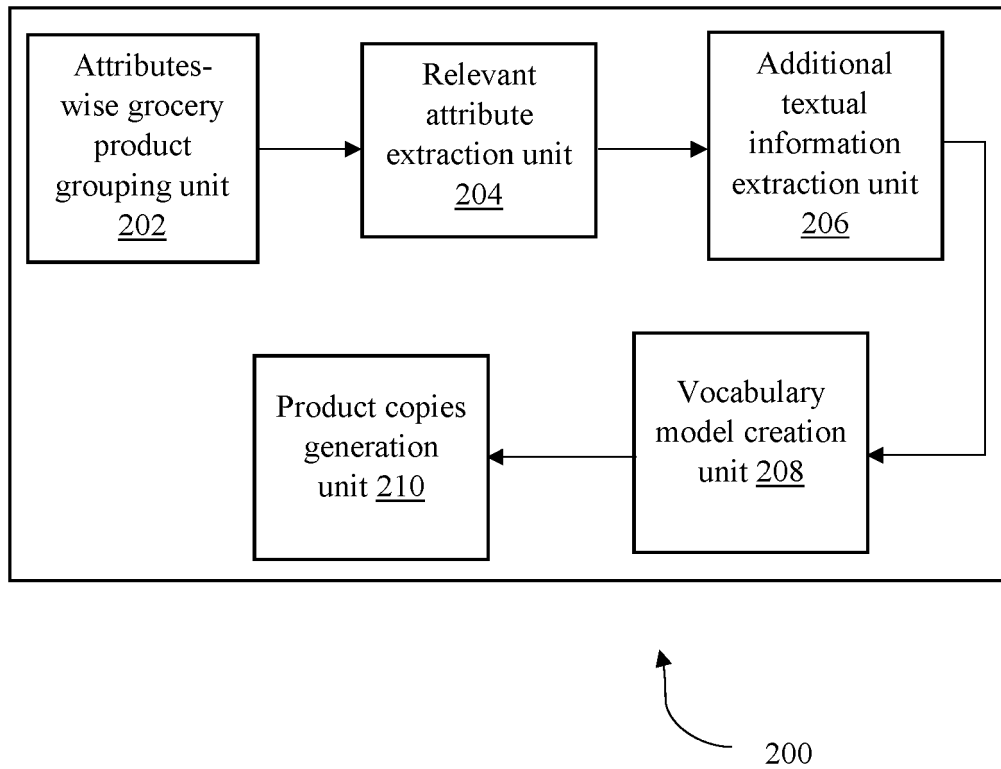 Attributes-
wise grocery
product
grouping unit
202
Relevant
attribute
extraction unit
204
Additional
textual
information
extraction unit
206
Vocabulary
model creation
unit 208
Product copies
generation
unit 210
200